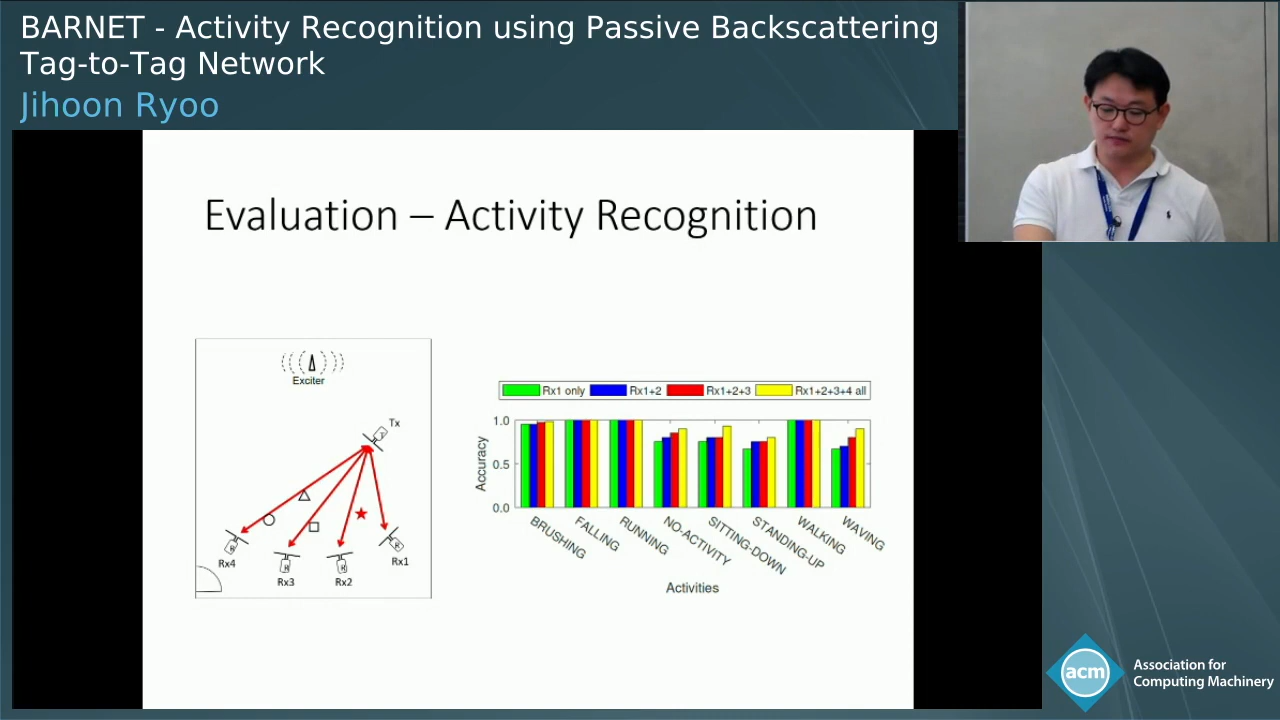 BARNET - Activity Recognition using Passive Backscattering
Tag-to-Tag Network
Jihoon Ryoo
Evaluation – Activity Recognition
Exciter
Tx
Rx4
Rx3
Rx2
Rx1
Rx1 only
Rx1+2
Rx1+2+3
Rx1+2+3+4 all
1.0
0.5
0.0
Accuracy
BRUSHING
FALLING
RUNNING
NO-ACTIVITY
SITTING-DOWN
STANDING-UP
WALKING
WAVING
Activities
acm
Association for
Computing Machinery